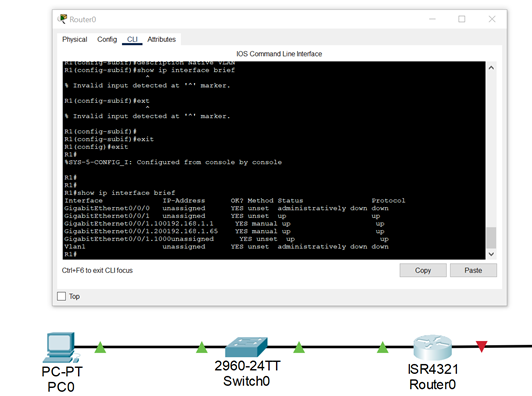 Router0
Physical Config CLI Attributes
IOS Command Line Interface
R1(config-subif)#description Native VLAN
R1(config-subif)#show ip interface brief
^
% Invalid input detected at '^' marker.
R1(config-subif)#ext
^
% Invalid input detected at '^' marker.
R1(config-subif)#
R1(config-subif)#exit
R1(config)#exit
R1#
%SYS-5-CONFIG_I: Configured from console by console
R1#
R1#
R1#show ip interface brief
Interface IP-Address OK? Method Status Protocol
GigabitEthernet0/0/0 unassigned YES unset administratively down down
GigabitEthernet0/0/1 unassigned YES unset up up
GigabitEthernet0/0/1.100192.168.1.1 YES manual up up
GigabitEthernet0/0/1.200192.168.1.65 YES manual up up
GigabitEthernet0/0/1.1000unassigned YES unset up up
Vlan1 unassigned YES unset administratively down down
R1#
Ctrl+F6 to exit CLI focus
Copy Paste
Top
PC-PT
PC0
2960-24TT
Switch0
ISR4321
Router0